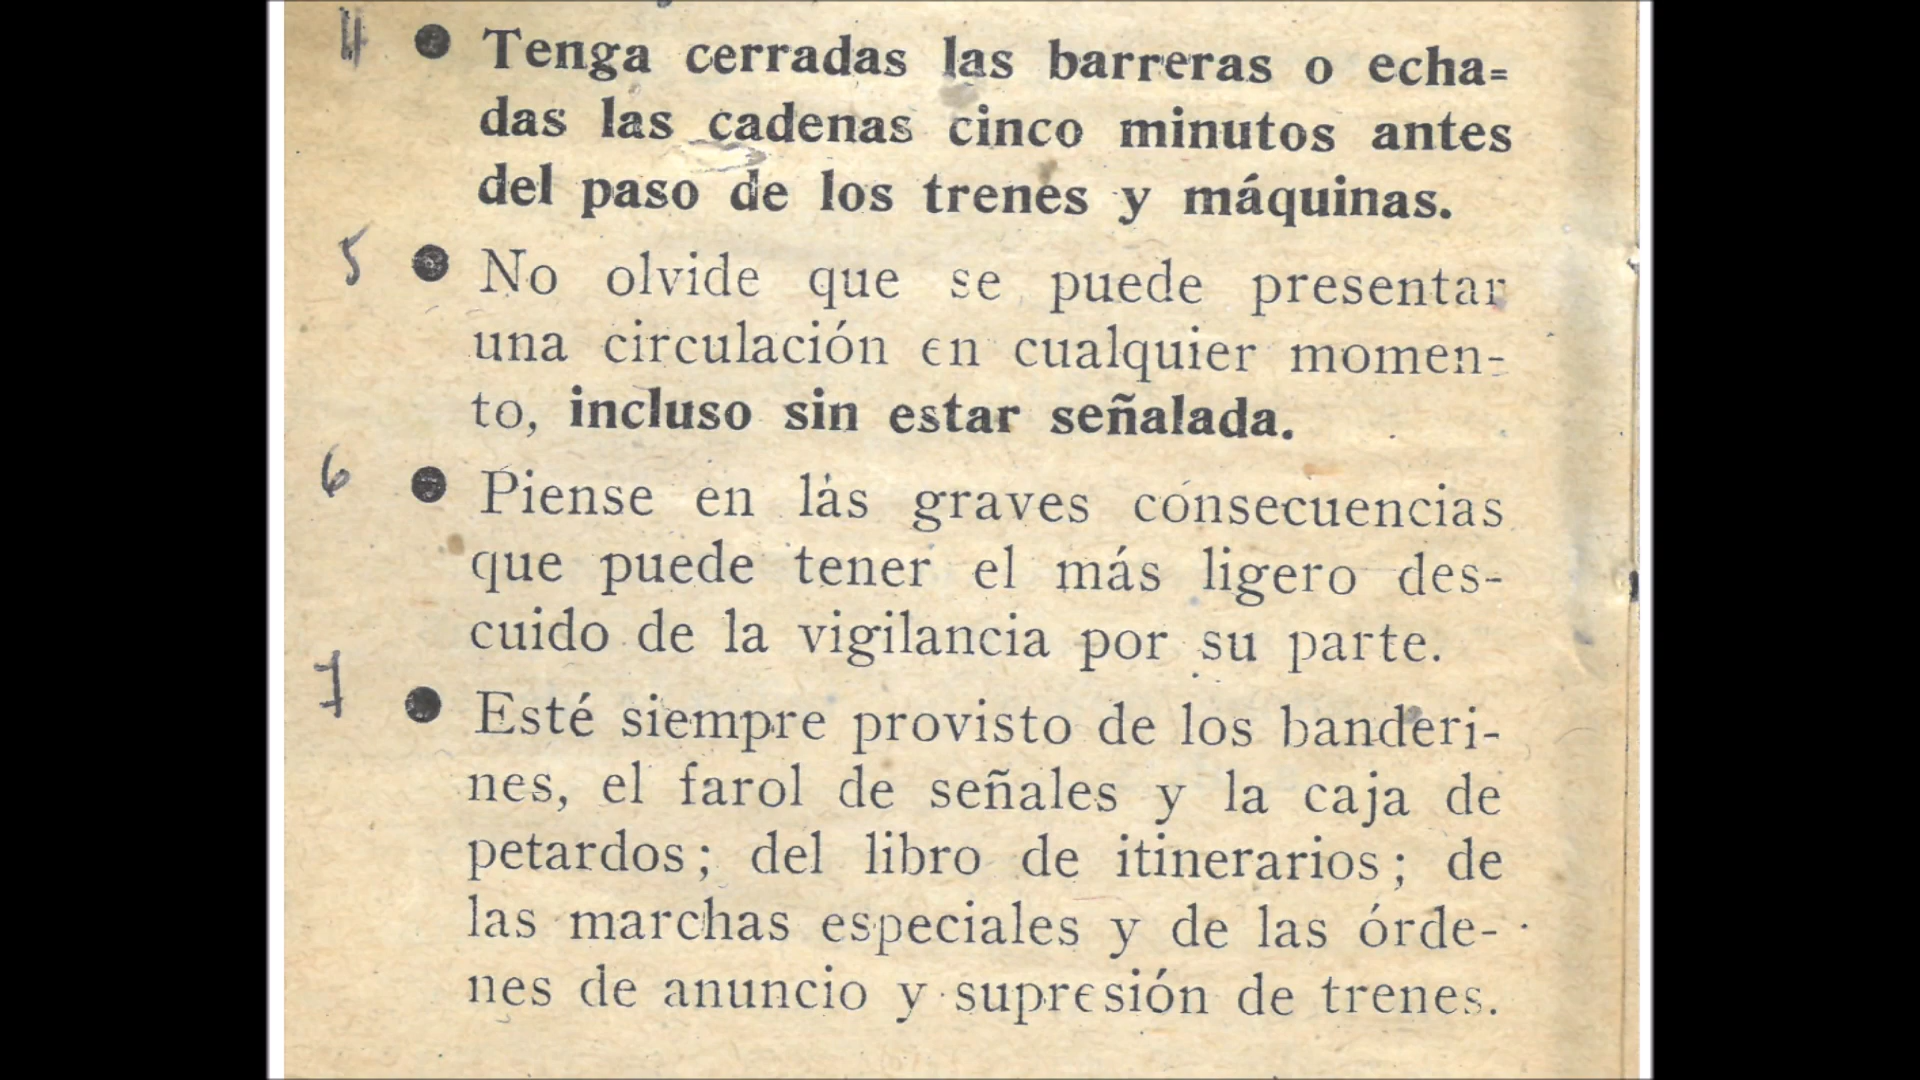 4 ● Tenga cerradas las barreras o echa=
das las cadenas cinco minutos antes
del paso de los trenes y máquinas.
5 ● No olvide que se puede presentar
una circulación en cualquier momen-
to, incluso sin estar señalada.
6 ● Piense en las graves consecuencias
que puede tener el más ligero des-
cuido de la vigilancia por su parte.
7 ● Esté siempre provisto de los banderi-
nes, el farol de señales y la caja de
petardos; del libro de itinerarios; de
las marchas especiales y de las órde-
nes de anuncio y supresión de trenes.